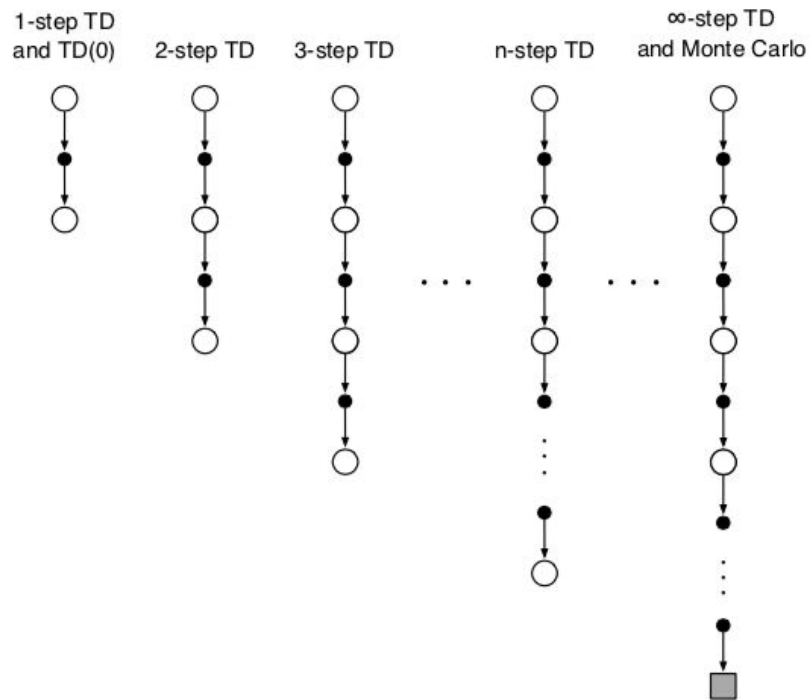 1-step TD
and TD(0)
2-step TD
3-step TD
n-step TD
∞-step TD
and Monte Carlo